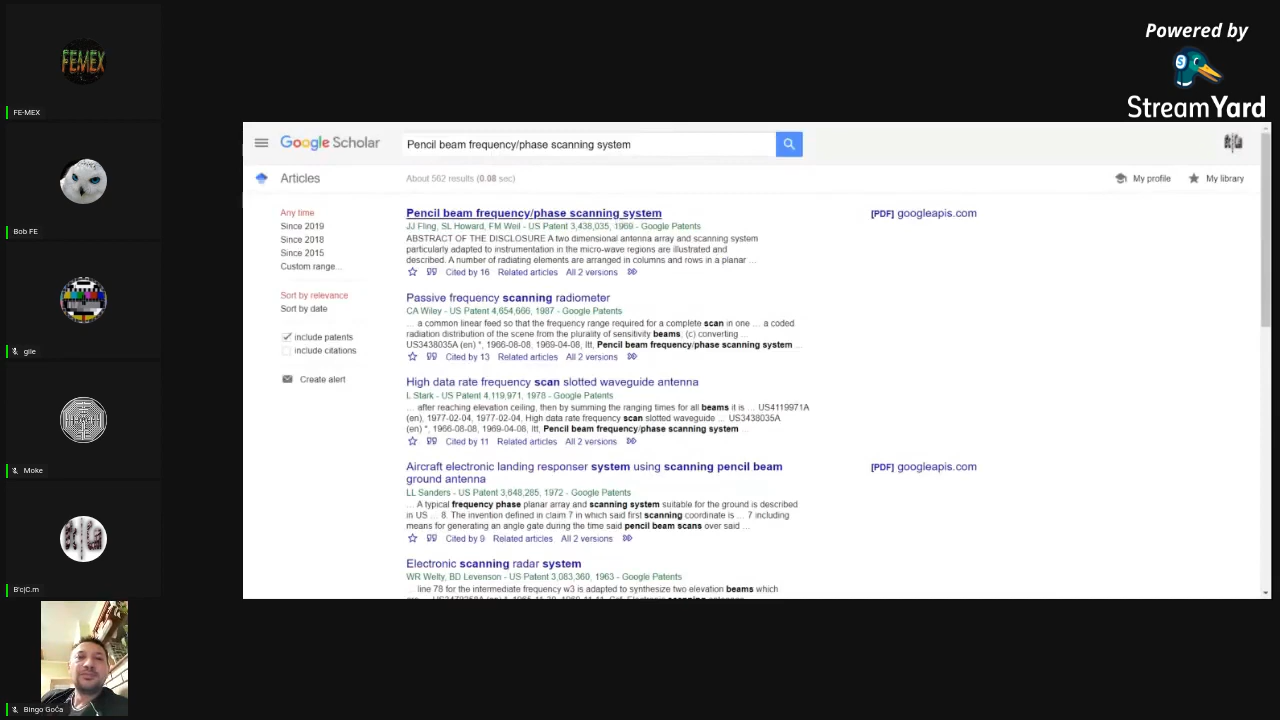 FEMEX
FE-MEX
Bob FE
gile
Moke
B'cjC.m
Bingo Goča
Powered by
StreamYard
Google Scholar
Pencil beam frequency/phase scanning system
Articles
About 562 results (0.08 sec)
My profile
My library
Any time
Since 2019
Since 2018
Since 2015
Custom range...
Sort by relevance
Sort by date
include patents
include citations
Create alert
Pencil beam frequency/phase scanning system
[PDF] googleapis.com
JJ Fling, SL Howard, FM Weil - US Patent 3,438,035, 1969 - Google Patents
ABSTRACT OF THE DISCLOSURE A two dimensional antenna array and scanning system
particularly adapted to instrumentation in the micro-wave regions are illustrated and
described. A number of radiating elements are arranged in columns and rows in a planar ...
Cited by 16 Related articles All 2 versions
Passive frequency scanning radiometer
CA Wiley - US Patent 4,654,666, 1987 - Google Patents
... a common linear feed so that the frequency range required for a complete scan in one ... a coded
radiation distribution of the scene from the plurality of sensitivity beams. (c) converting ...
US3438035A (en) *, 1966-08-08, 1969-04-08, Itt, Pencil beam frequency/phase scanning system ...
Cited by 13 Related articles All 2 versions
High data rate frequency scan slotted waveguide antenna
L Stark - US Patent 4,119,971, 1978 - Google Patents
... after reaching elevation ceiling, then by summing the ranging times for all beams it is ... US4119971A
(en), 1977-02-04, 1977-02-04, High data rate frequency scan slotted waveguide ... US3438035A
(en) *, 1966-08-08, 1969-04-08, Itt, Pencil beam frequency/phase scanning system ...
Cited by 11 Related articles All 2 versions
Aircraft electronic landing responser system using scanning pencil beam
ground antenna
[PDF] googleapis.com
LL Sanders - US Patent 3,648,285, 1972 - Google Patents
... A typical frequency phase planar array and scanning system suitable for the ground is described
in US ... 8. The invention defined in claim 7 in which said first scanning coordinate is ... 7 including
means for generating an angle gate during the time said pencil beam scans over said ...
Cited by 9 Related articles All 2 versions
Electronic scanning radar system
WR Welty, BD Levenson - US Patent 3,083,360, 1963 - Google Patents
... line 78 for the intermediate frequency w3 is adapted to synthesize two elevation beams which